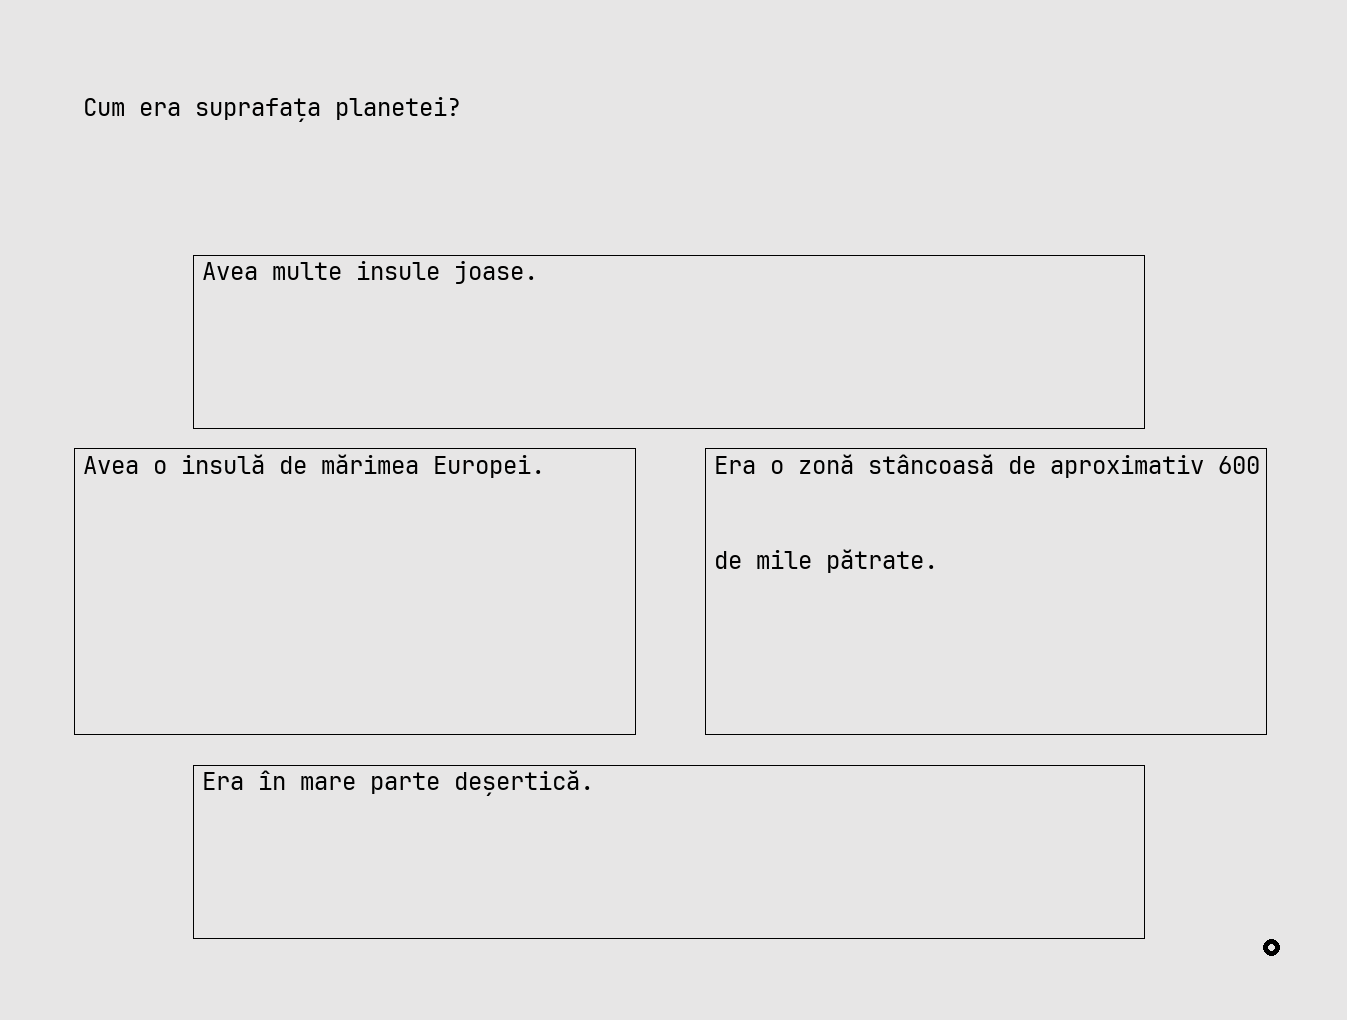 Cum era suprafața planetei?
Avea multe insule joase.
Avea o insulă de mărimea Europei.
Era o zonă stâncoasă de aproximativ 600
de mile pătrate.
Era în mare parte deșertică.